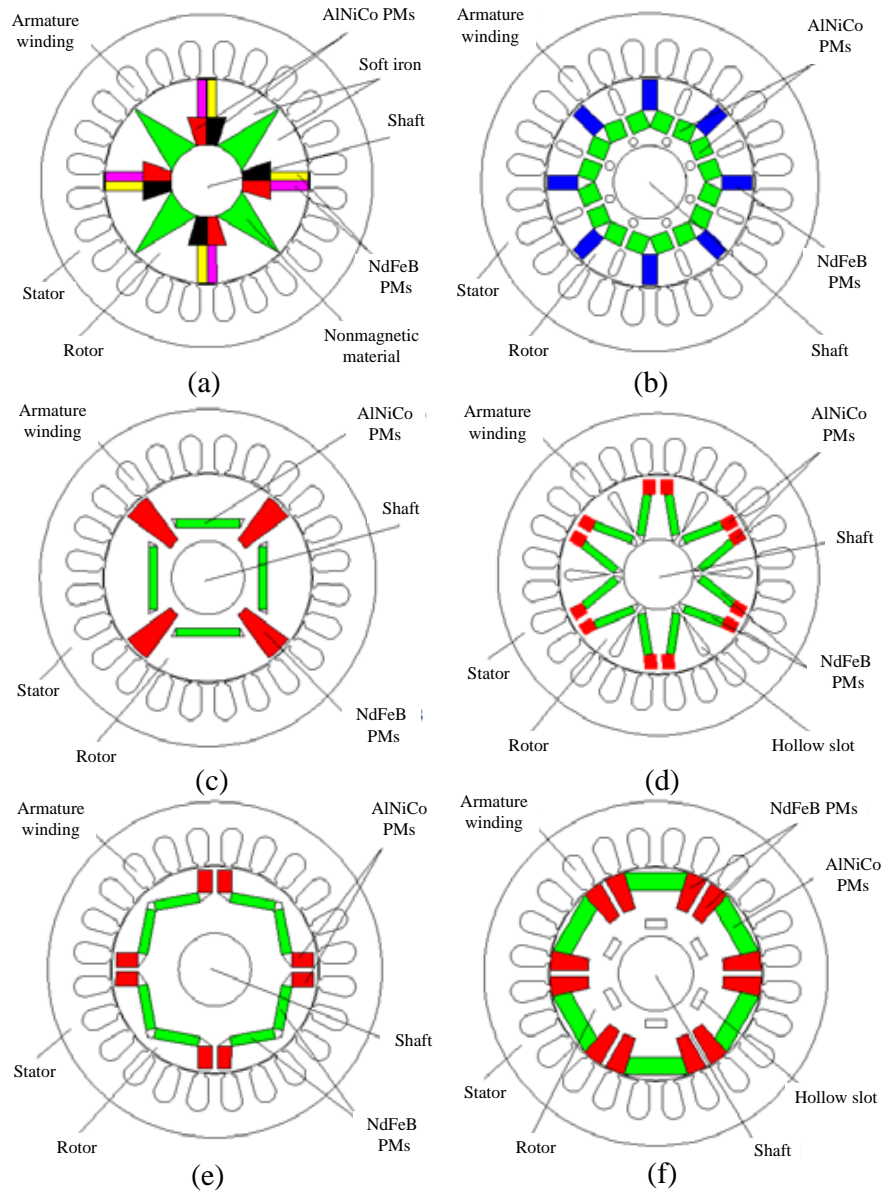 Armature
winding
AlNiCo PMs
Soft iron
Shaft
NdFeB
PMs
Nonmagnetic
material
Stator
Rotor
(a)
Armature
winding
AlNiCo
PMs
NdFeB
PMs
Shaft
Stator
Rotor
(b)
Armature
winding
AlNiCo
PMs
Shaft
NdFeB
PMs
Stator
Rotor
(c)
Armature
winding
AlNiCo
PMs
Shaft
NdFeB
PMs
Hollow slot
Stator
Rotor
(d)
Armature
winding
AlNiCo
PMs
Shaft
NdFeB
PMs
Stator
Rotor
(e)
Armature
winding
NdFeB PMs
AlNiCo
PMs
Hollow slot
Shaft
Stator
Rotor
(f)